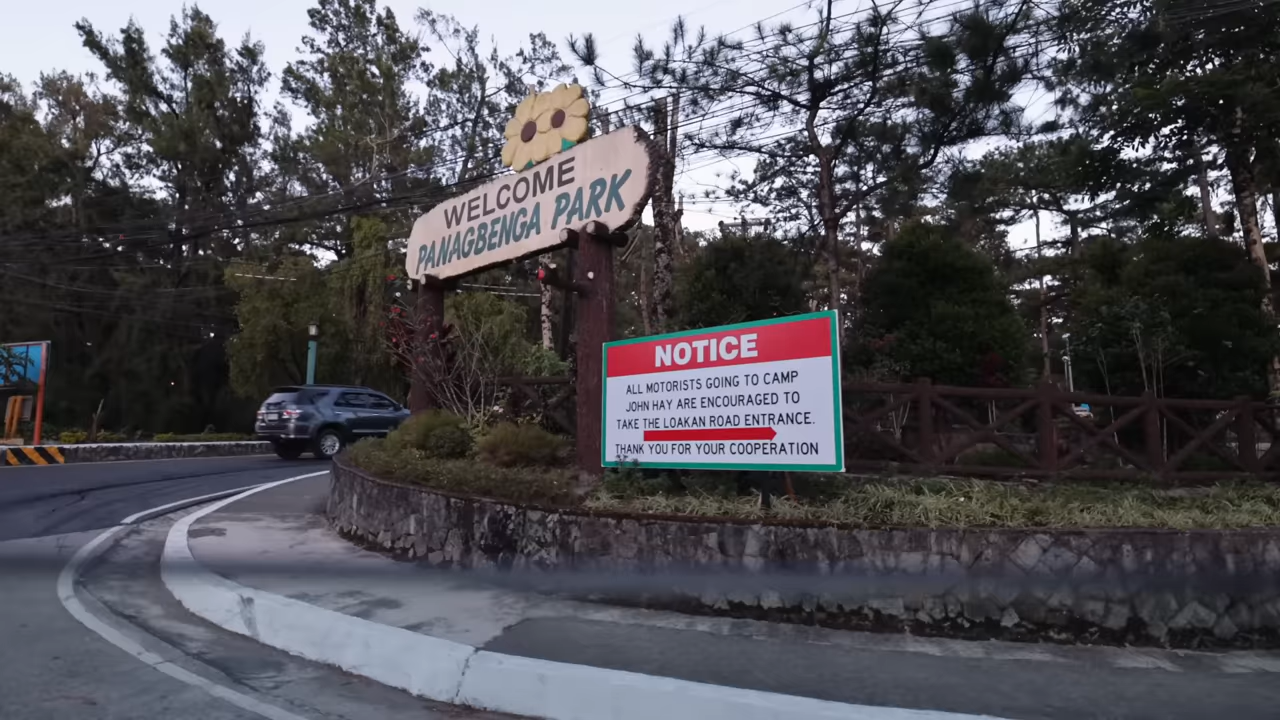 WELCOME
PANAGBENGA PARK
NOTICE
ALL MOTORISTS GOING TO CAMP
JOHN HAY ARE ENCOURAGED TO
TAKE THE LOAKAN ROAD ENTRANCE.
THANK YOU FOR YOUR COOPERATION